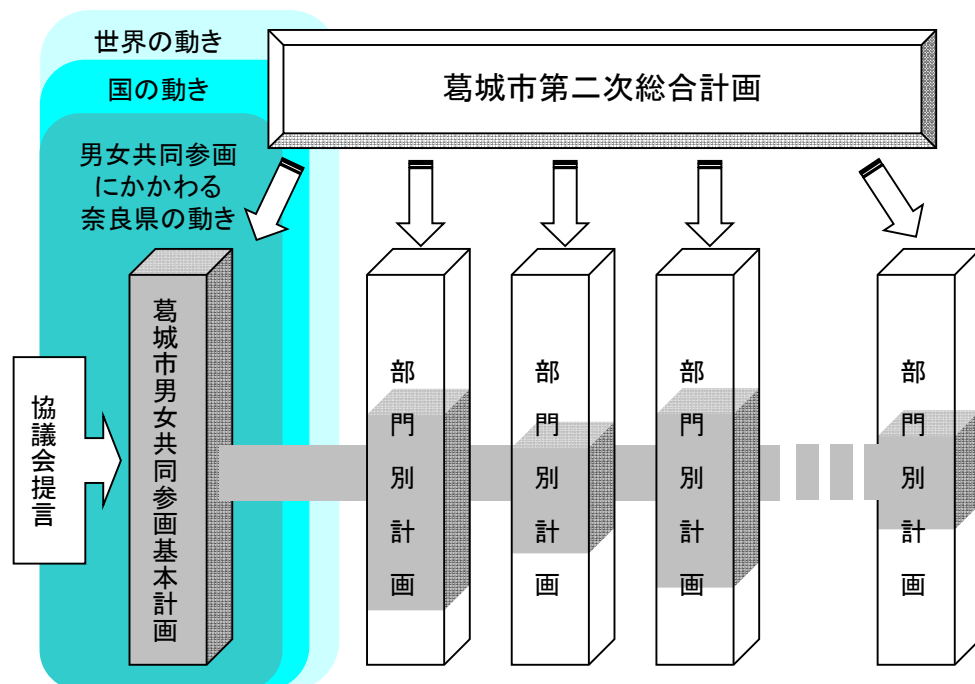 世界の動き
葛城市第二次総合計画
国の動き
男女共同参画
にかかわる
奈良県の動き
協議会提言
葛城市男女共同参画基本計画
部門別計画
部門別計画
部門別計画
部門別計画